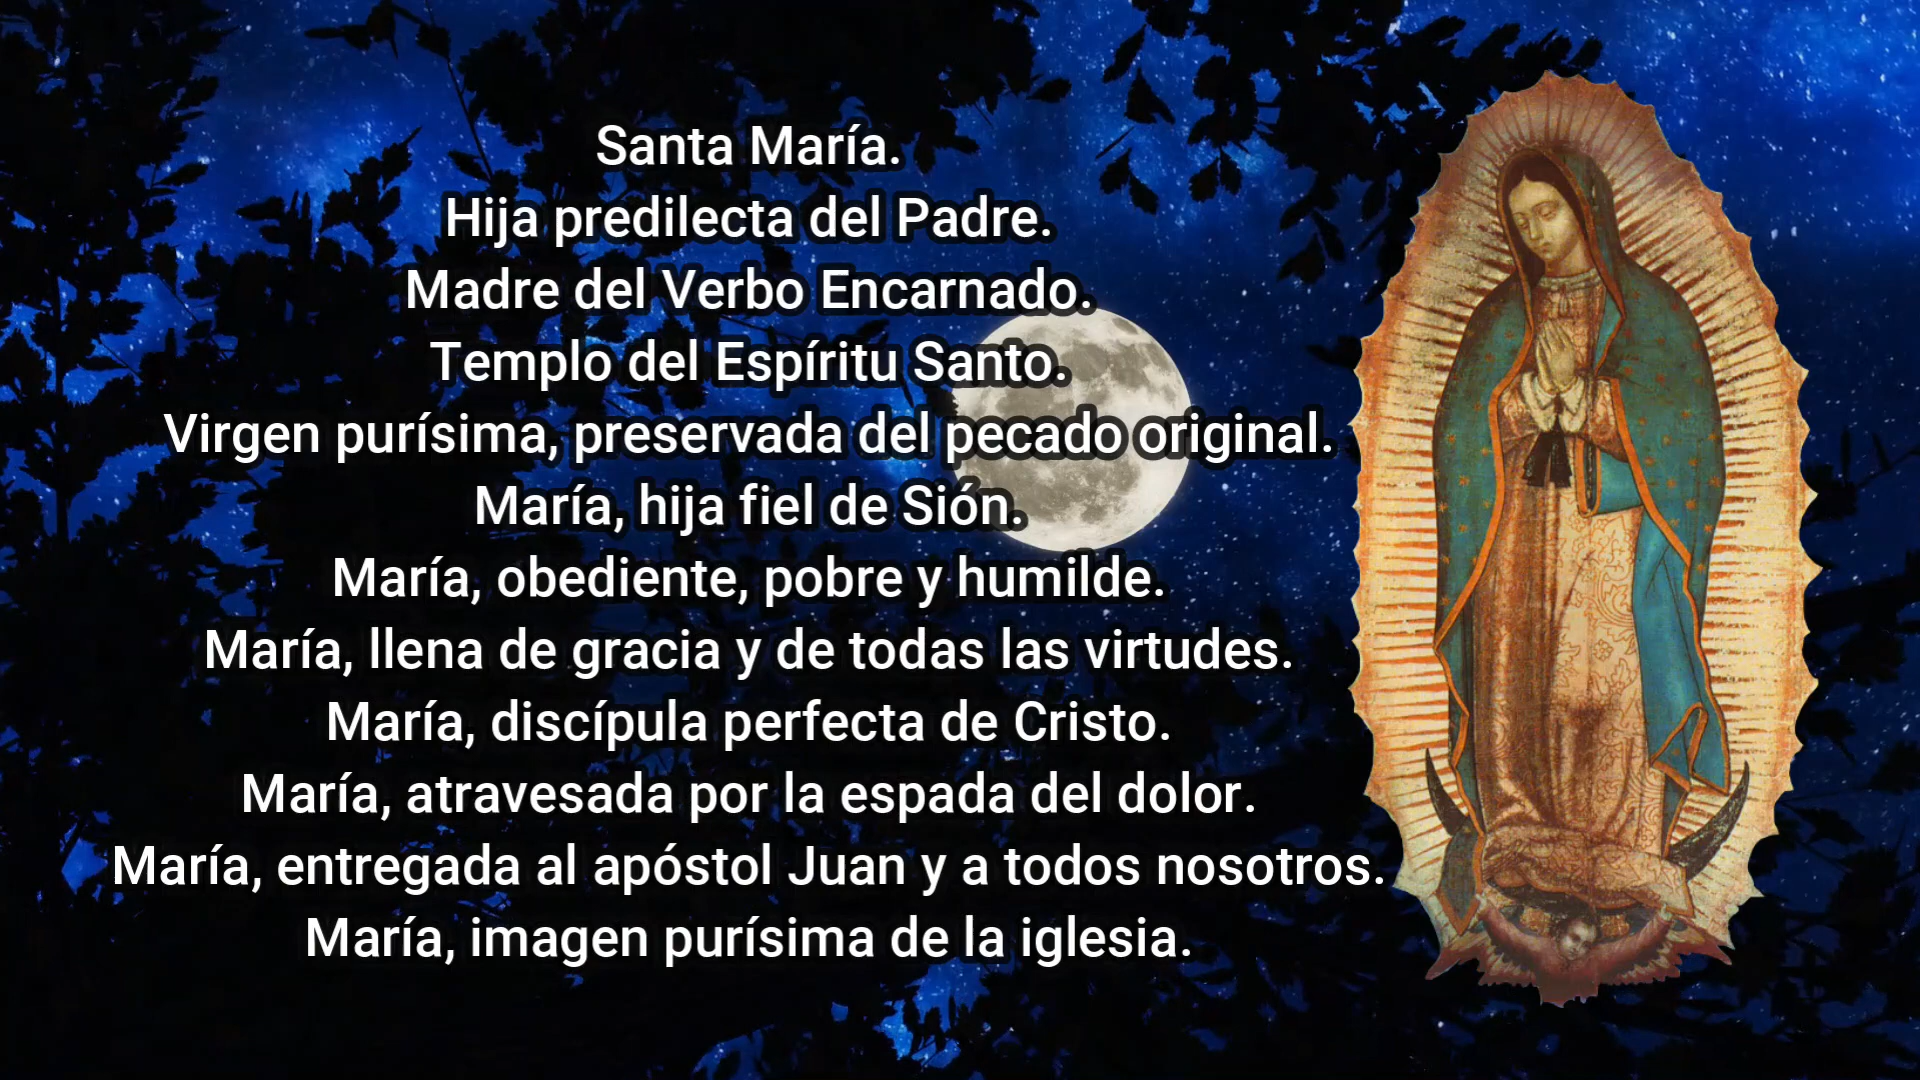 Santa María.
Hija predilecta del Padre.
Madre del Verbo Encarnado.
Templo del Espíritu Santo.
Virgen purísima, preservada del pecado original.
María, hija fiel de Sión.
María, obediente, pobre y humilde.
María, llena de gracia y de todas las virtudes.
María, discípula perfecta de Cristo.
María, atravesada por la espada del dolor.
María, entregada al apóstol Juan y a todos nosotros.
María, imagen purísima de la iglesia.